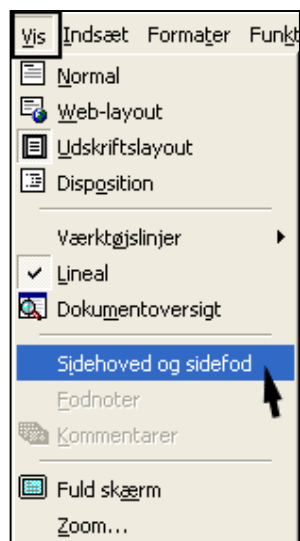 Vis Indsæt Formater Funkt
Normal
Web-layout
Udskriftslayout
Disposition
Værktøjslinjer
Lineal
Dokumentoversigt
Sidehoved og sidefod
Fodnoter
Kommentarer
Fuld skærm
Zoom...